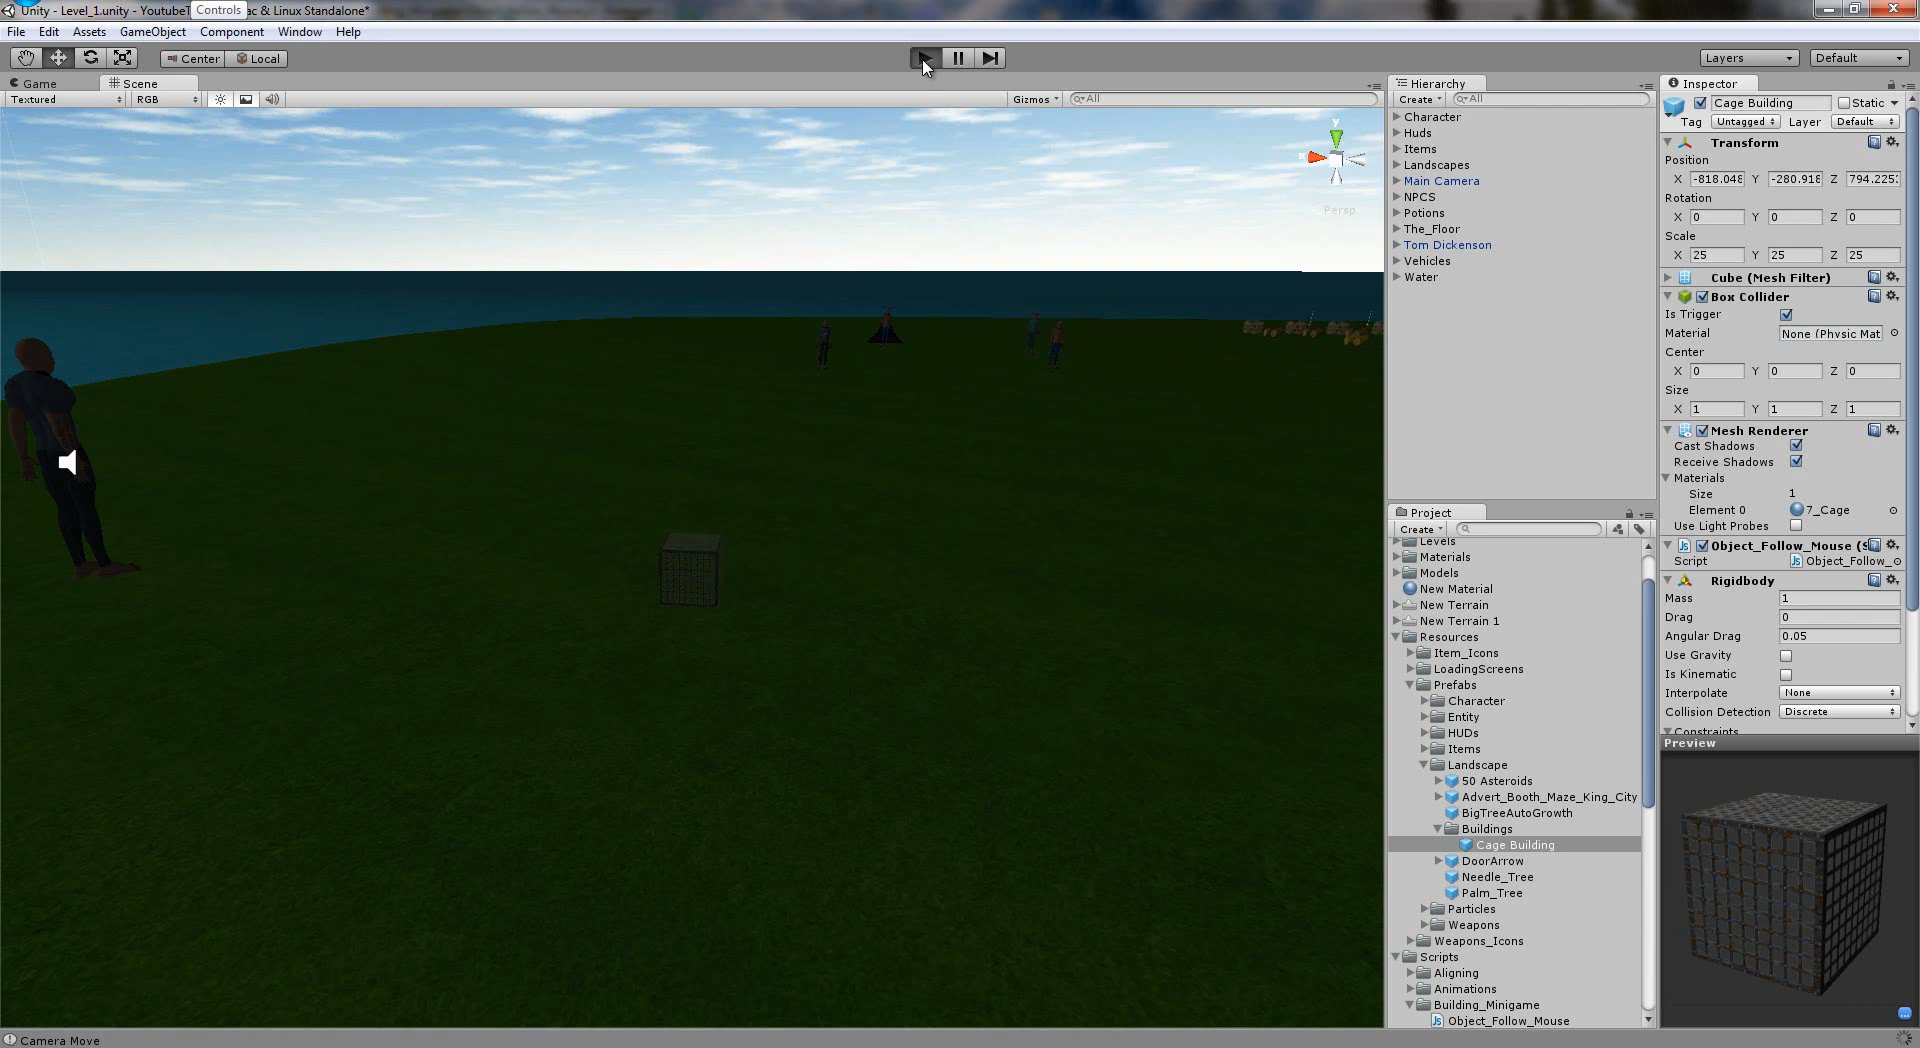 Unity - Level_1.unity - YoutubeT
Controls
ac & Linux Standalone*
File Edit Assets GameObject Component Window Help
Center Local
Layers Default
Game Scene
Textured RGB Gizmos All
Persp
Hierarchy
Create All
Character
Huds
Items
Landscapes
Main Camera
NPCS
Potions
The_Floor
Tom Dickenson
Vehicles
Water
Project
Create
Levels
Materials
Models
New Material
New Terrain
New Terrain 1
Resources
Item_Icons
LoadingScreens
Prefabs
Character
Entity
HUDs
Items
Landscape
50 Asteroids
Advert_Booth_Maze_King_City
BigTreeAutoGrowth
Buildings
Cage Building
DoorArrow
Needle_Tree
Palm_Tree
Particles
Weapons
Weapons_Icons
Scripts
Aligning
Animations
Building_Minigame
Object_Follow_Mouse
Inspector
Cage Building Static
Tag Untagged Layer Default
Transform
Position
X -818.048 Y -280.918 Z 794.225
Rotation
X 0 Y 0 Z 0
Scale
X 25 Y 25 Z 25
Cube (Mesh Filter)
Box Collider
Is Trigger
Material None (Physic Mat
Center
X 0 Y 0 Z 0
Size
X 1 Y 1 Z 1
Mesh Renderer
Cast Shadows
Receive Shadows
Materials
Size 1
Element 0 7_Cage
Use Light Probes
Object_Follow_Mouse (S
Script Object_Follow_
Rigidbody
Mass 1
Drag 0
Angular Drag 0.05
Use Gravity
Is Kinematic
Interpolate None
Collision Detection Discrete
Constraints
Preview
Camera Move